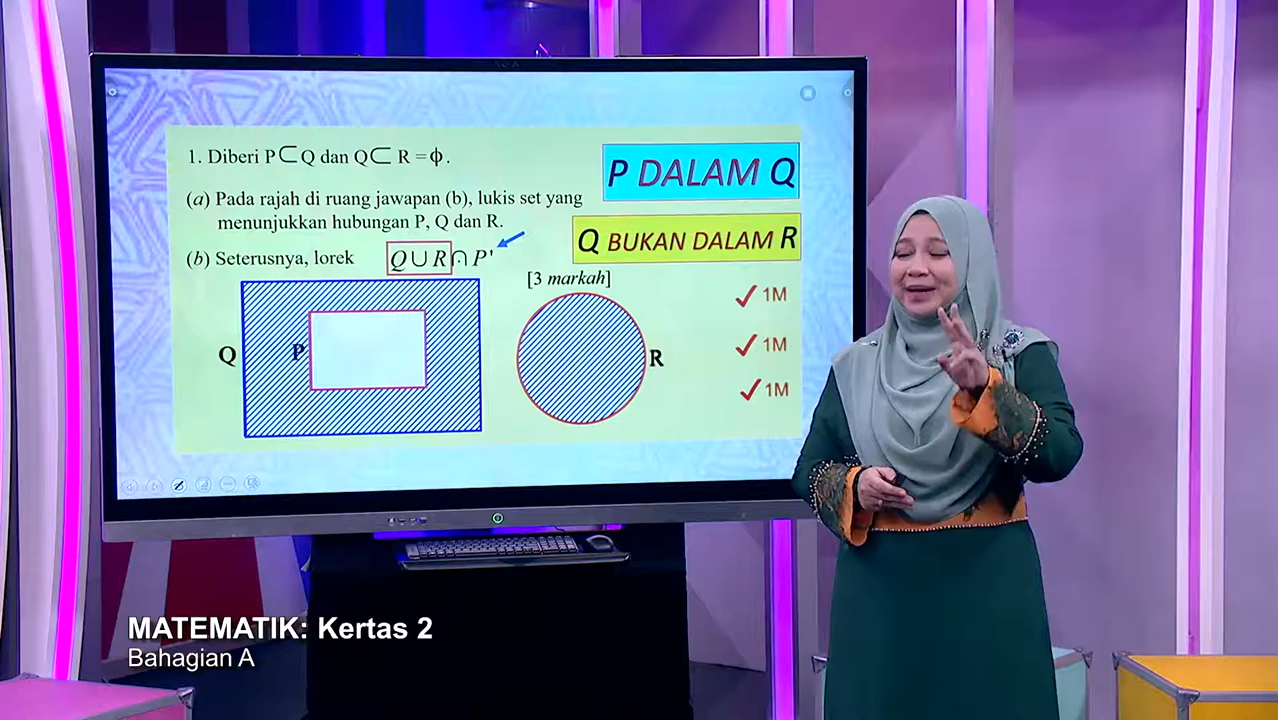 1. Diberi P⊂Q dan Q⊂ R = ϕ.
P DALAM Q
(a) Pada rajah di ruang jawapan (b), lukis set yang
menunjukkan hubungan P, Q dan R.
Q BUKAN DALAM R
(b) Seterusnya, lorek Q∪R∩P'
[3 markah]
✓1M
Q P R ✓1M
✓1M
MATEMATIK: Kertas 2
Bahagian A